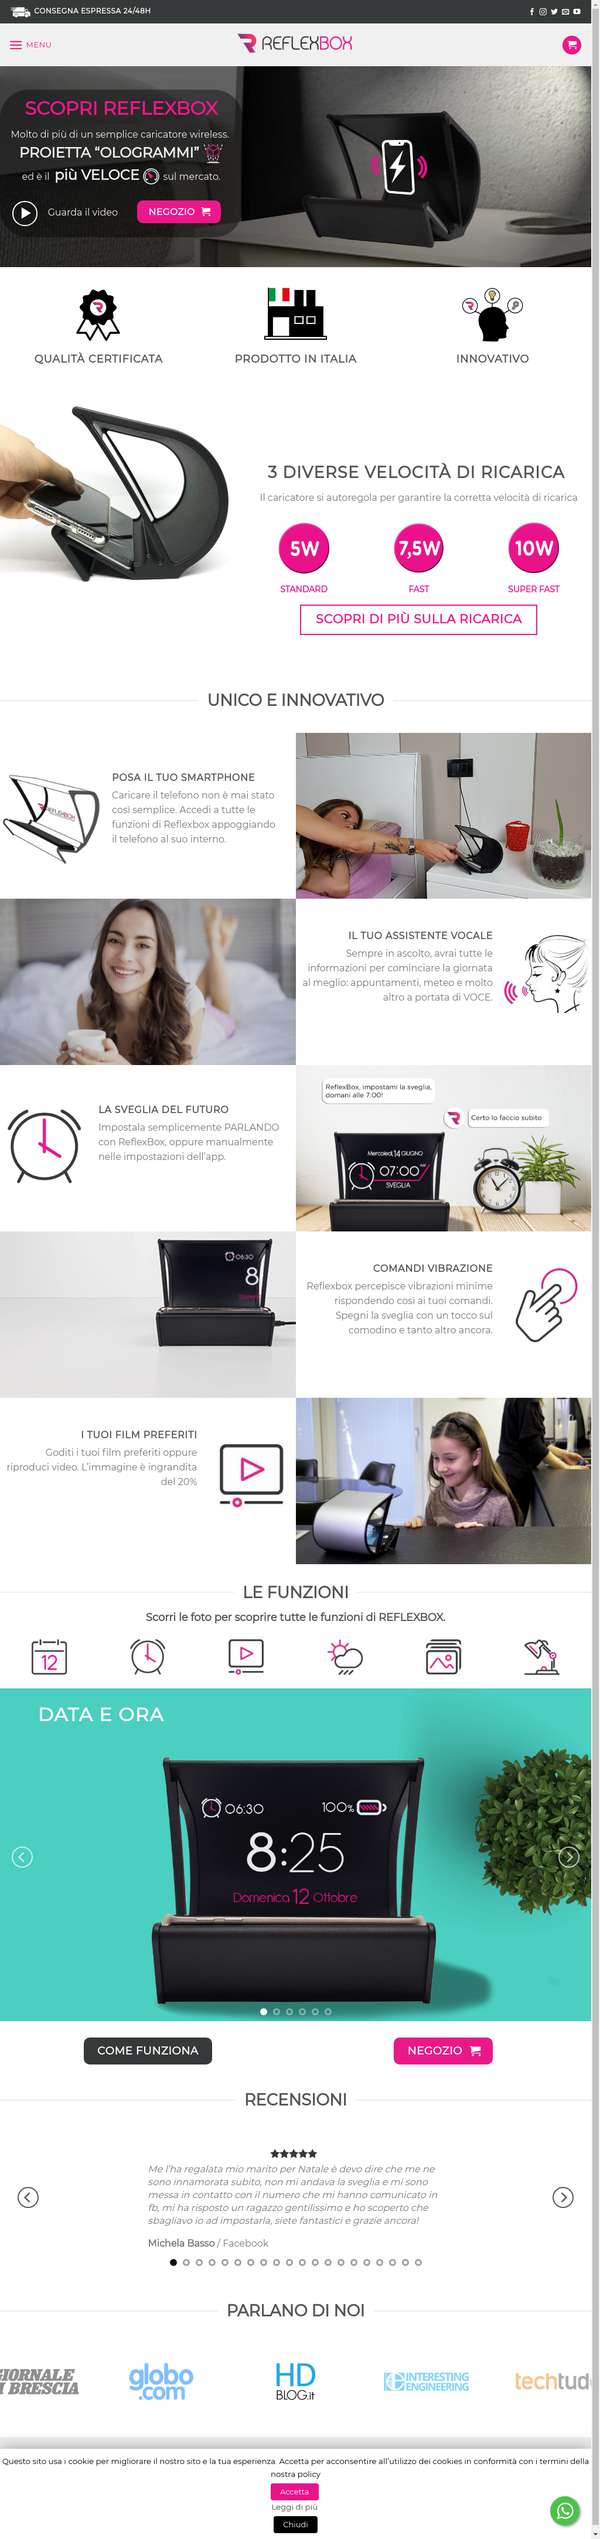 CONSEGNA ESPRESSA 24/48H
MENU
REFLEXBOX
SCOPRI REFLEXBOX
Molto di più di un semplice caricatore wireless.
PROIETTA “OLOGRAMMI”
ed è il più VELOCE sul mercato.
Guarda il video
NEGOZIO
QUALITÀ CERTIFICATA
PRODOTTO IN ITALIA
INNOVATIVO
3 DIVERSE VELOCITÀ DI RICARICA
Il caricatore si autoregola per garantire la corretta velocità di ricarica
5W
7,5W
10W
STANDARD
FAST
SUPER FAST
SCOPRI DI PIÙ SULLA RICARICA
UNICO E INNOVATIVO
REFLEXBOX
POSA IL TUO SMARTPHONE
Caricare il telefono non è mai stato
così semplice. Accedi a tutte le
funzioni di Reflexbox appoggiando
il telefono al suo interno.
IL TUO ASSISTENTE VOCALE
Sempre in ascolto, avrai tutte le
informazioni per cominciare la giornata
al meglio: appuntamenti, meteo e molto
altro a portata di VOCE.
LA SVEGLIA DEL FUTURO
Impostala semplicemente PARLANDO
con ReflexBox, oppure manualmente
nelle impostazioni dell’app.
ReflexBox, impostami la sveglia,
domani alle 7:00!
Certo lo faccio subito
Mercoledì, 14 GIUGNO
07:00
SVEGLIA
06:30
8
COMANDI VIBRAZIONE
Reflexbox percepisce vibrazioni minime
rispondendo così ai tuoi comandi.
Spegni la sveglia con un tocco sul
comodino e tanto altro ancora.
I TUOI FILM PREFERITI
Goditi i tuoi film preferiti oppure
riproduci video. L’immagine è ingrandita
del 20%
LE FUNZIONI
Scorri le foto per scoprire tutte le funzioni di REFLEXBOX.
12
DATA E ORA
06:30
100%
8:25
Domenica 12 Ottobre
COME FUNZIONA
NEGOZIO
RECENSIONI
Me l’ha regalata mio marito per Natale è devo dire che me ne
sono innamorata subito, non mi andava la sveglia e mi sono
messa in contatto con il numero che mi hanno comunicato in
fb, mi ha risposto un ragazzo gentilissimo e ho scoperto che
sbagliavo io ad impostarla, siete fantastici e grazie ancora!
Michela Basso / Facebook
PARLANO DI NOI
GIORNALE
DI BRESCIA
globo
.com
HD
BLOG.it
INTERESTING
ENGINEERING
techtud
Questo sito usa i cookie per migliorare il nostro sito e la tua esperienza. Accetta per acconsentire all’utilizzo dei cookies in conformità con i termini della
nostra policy
Accetta
Leggi di più
Chiudi